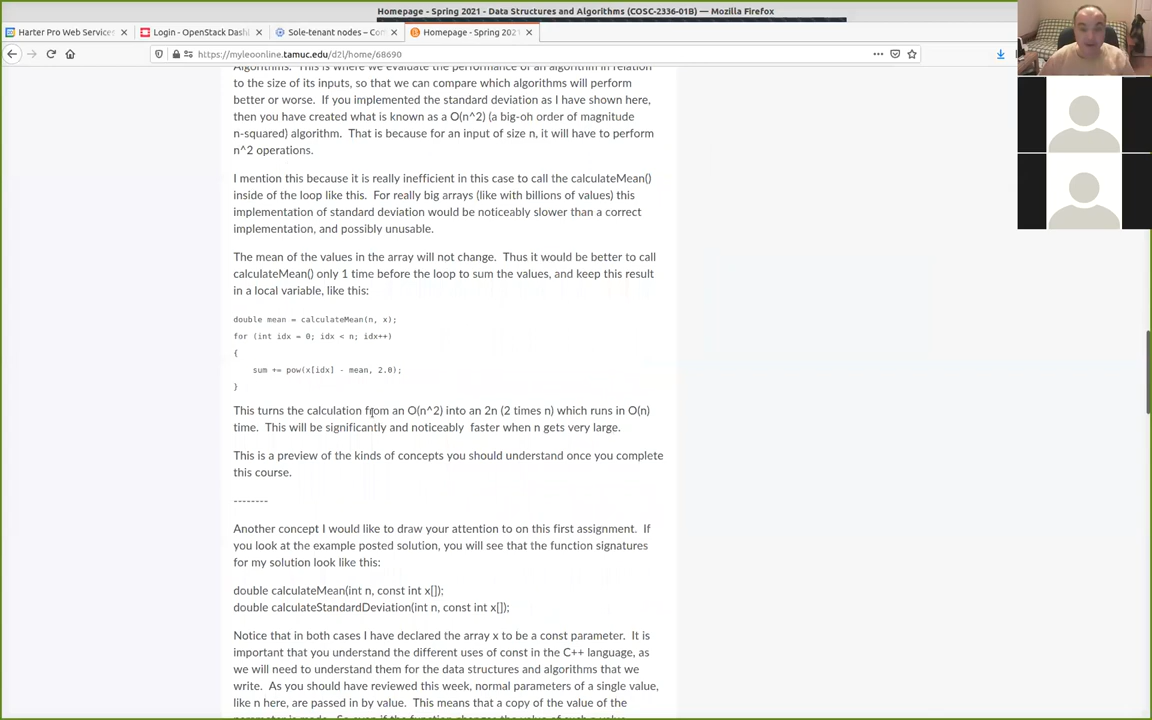 Homepage - Spring 2021 - Data Structures and Algorithms (COSC-2336-01B) — Mozilla Firefox
Harter Pro Web Services
Login - OpenStack Dashl
Sole-tenant nodes – Com
Homepage - Spring 2021
https://myleoonline.tamuc.edu/d2l/home/68690
Algorithms. This is where we evaluate the performance of an algorithm in relation
to the size of its inputs, so that we can compare which algorithms will perform
better or worse. If you implemented the standard deviation as I have shown here,
then you have created what is known as a O(n^2) (a big-oh order of magnitude
n-squared) algorithm. That is because for an input of size n, it will have to perform
n^2 operations.
I mention this because it is really inefficient in this case to call the calculateMean()
inside of the loop like this. For really big arrays (like with billions of values) this
implementation of standard deviation would be noticeably slower than a correct
implementation, and possibly unusable.
The mean of the values in the array will not change. Thus it would be better to call
calculateMean() only 1 time before the loop to sum the values, and keep this result
in a local variable, like this:
double mean = calculateMean(n, x);
for (int idx = 0; idx < n; idx++)
{
sum += pow(x[idx] - mean, 2.0);
}
This turns the calculation from an O(n^2) into an 2n (2 times n) which runs in O(n)
time. This will be significantly and noticeably faster when n gets very large.
This is a preview of the kinds of concepts you should understand once you complete
this course.
--------
Another concept I would like to draw your attention to on this first assignment. If
you look at the example posted solution, you will see that the function signatures
for my solution look like this:
double calculateMean(int n, const int x[]);
double calculateStandardDeviation(int n, const int x[]);
Notice that in both cases I have declared the array x to be a const parameter. It is
important that you understand the different uses of const in the C++ language, as
we will need to understand them for the data structures and algorithms that we
write. As you should have reviewed this week, normal parameters of a single value,
like n here, are passed in by value. This means that a copy of the value of the